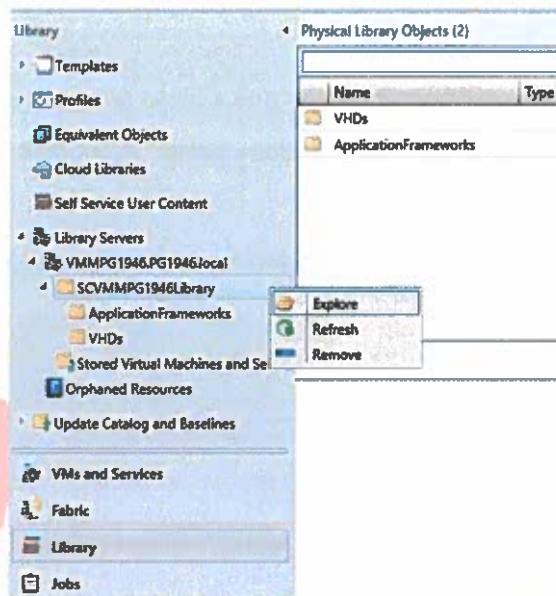 Library
Templates
Profiles
Equivalent Objects
Cloud Libraries
Self Service User Content
Library Servers
VMMPG1946.PG1946.local
SCVMMPG1946Library
ApplicationFrameworks
VHDs
Stored Virtual Machines and Se
Orphaned Resources
Update Catalog and Baselines
VMs and Services
Fabric
Library
Jobs
Physical Library Objects (2)
Name Type
VHDs
ApplicationFrameworks
Explore
Refresh
Remove